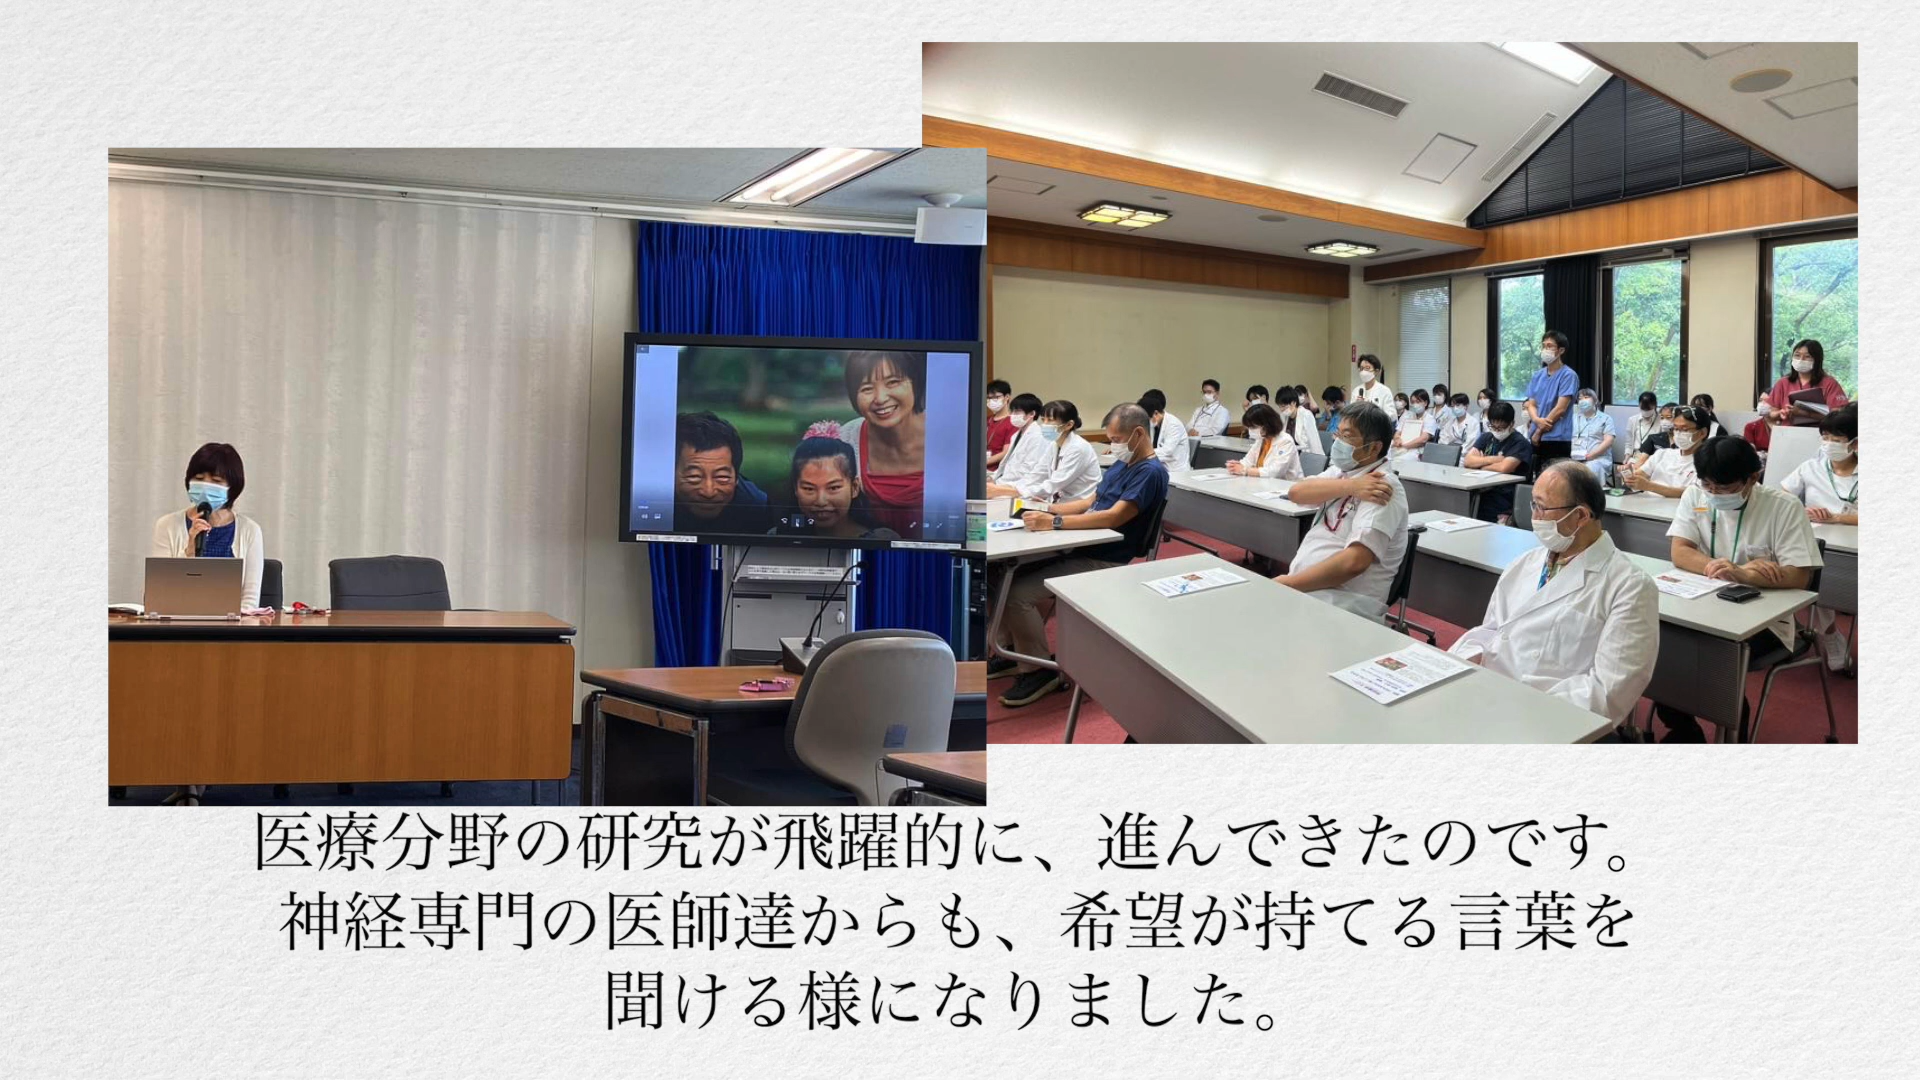 医療分野の研究が飛躍的に、進んできたのです。
神経専門の医師達からも、希望が持てる言葉を
聞ける様になりました。